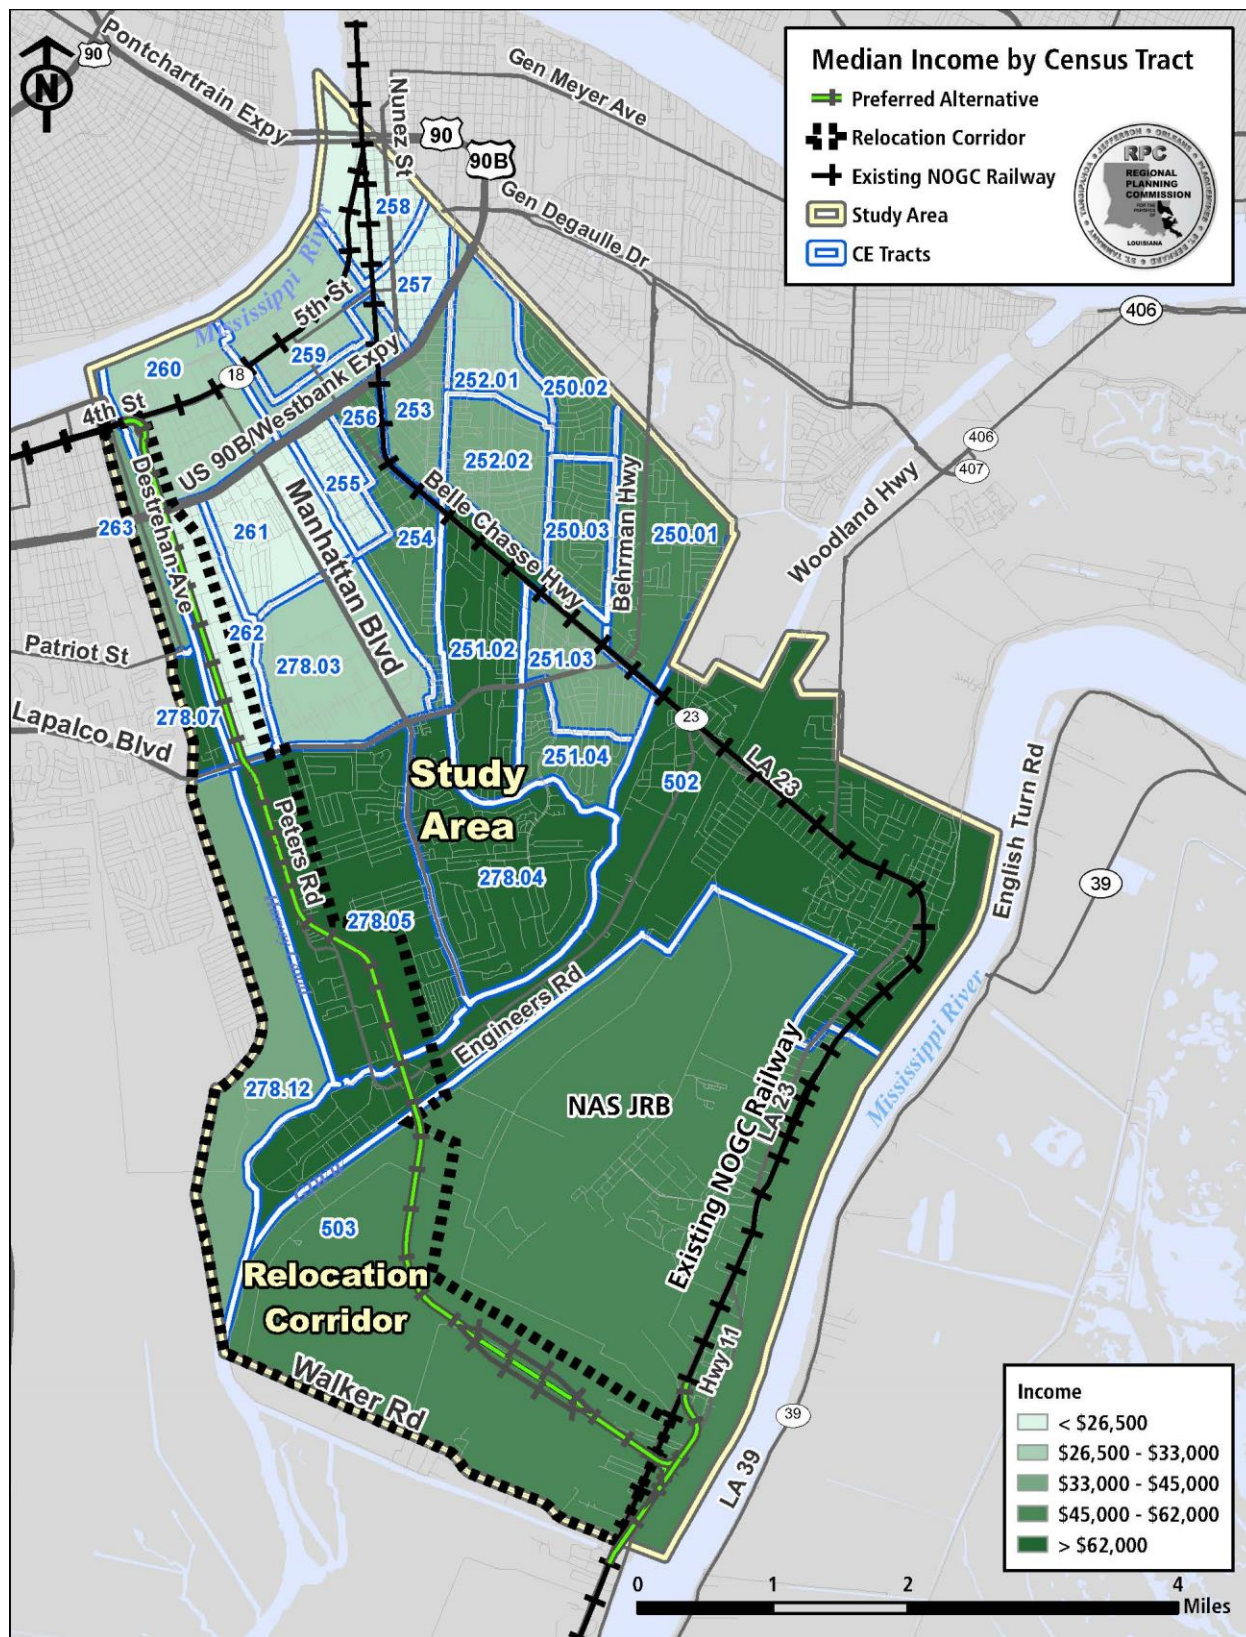 90
Pontchartrain Expy
N
Nunez St
Gen Meyer Ave
90
90B
Gen Degaulle Dr
Median Income by Census Tract
Preferred Alternative
Relocation Corridor
Existing NOGC Railway
Study Area
CE Tracts
RPC
REGIONAL
PLANNING
COMMISSION
LOUISIANA
406
258
Mississippi River
257
5th St
259
260
18
4th St
US 90B/Westbank Expy
256
253
252.01
250.02
252.02
406
407
Destrehan Ave
263
261
255
Manhattan Blvd
254
Belle Chasse Hwy
250.03
Behrman Hwy
250.01
Woodland Hwy
Patriot St
262
278.03
251.02
251.03
278.07
Lapalco Blvd
23
LA 23
251.04
502
Study
Area
Peters Rd
278.04
278.05
English Turn Rd
39
Engineers Rd
278.12
NAS JRB
Existing NOGC Railway
LA 23
Mississippi River
503
Relocation
Corridor
Walker Rd
Hwy 11
39
LA 39
Income
< $26,500
$26,500 - $33,000
$33,000 - $45,000
$45,000 - $62,000
> $62,000
0 1 2 4
Miles